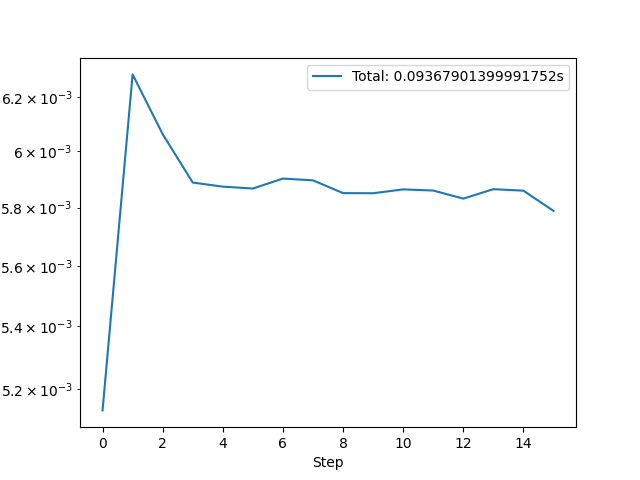 Total: 0.09367901399991752s
6.2 × 10⁻³
6 × 10⁻³
5.8 × 10⁻³
5.6 × 10⁻³
5.4 × 10⁻³
5.2 × 10⁻³
0 2 4 6 8 10 12 14
Step